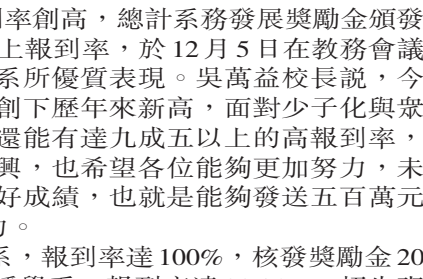 率創高，總計系務發展獎勵金頒發
上報到率，於12月5日在教務會議
系所優質表現。吳萬益校長說，今
創下歷年來新高，面對少子化與眾
還能有達九成五以上的高報到率，
興，也希望各位能夠更加努力，未
好成績，也就是能夠發送五百萬元
。
系，報到率達100%，核發獎勵金20